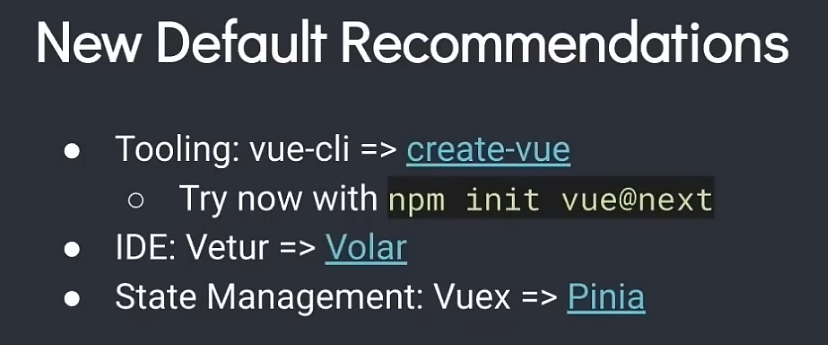 New Default Recommendations
● Tooling: vue-cli => create-vue
○ Try now with npm init vue@next
● IDE: Vetur => Volar
● State Management: Vuex => Pinia